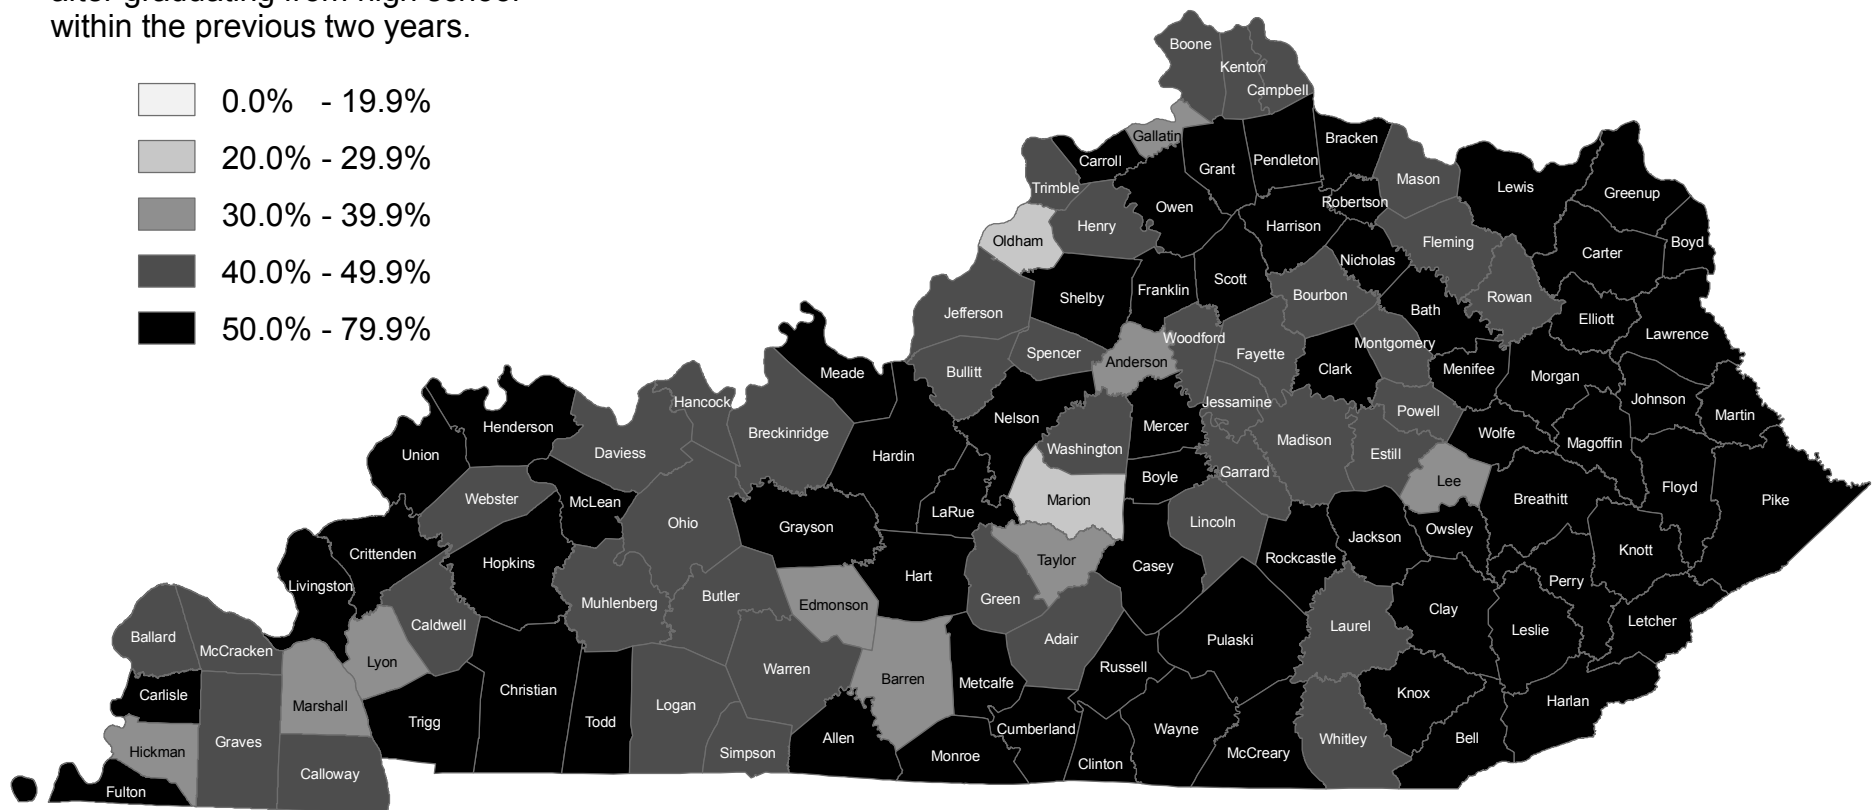 after graduating from high school
within the previous two years.
0.0% - 19.9%
20.0% - 29.9%
30.0% - 39.9%
40.0% - 49.9%
50.0% - 79.9%
Boone
Kenton
Campbell
Gallatin
Carroll
Grant
Pendleton
Bracken
Trimble
Owen
Robertson
Mason
Lewis
Greenup
Oldham
Henry
Harrison
Fleming
Carter
Boyd
Nicholas
Shelby
Franklin
Scott
Bourbon
Bath
Rowan
Elliott
Lawrence
Jefferson
Spencer
Anderson
Woodford
Fayette
Montgomery
Clark
Menifee
Morgan
Bullitt
Meade
Johnson
Martin
Hancock
Breckinridge
Nelson
Jessamine
Powell
Mercer
Washington
Madison
Wolfe
Magoffin
Henderson
Daviess
Union
Hardin
Estill
Garrard
Boyle
Lee
Marion
Webster
McLean
LaRue
Breathitt
Floyd
Pike
Ohio
Grayson
Lincoln
Jackson
Owsley
Crittenden
Hopkins
Taylor
Casey
Rockcastle
Knott
Livingston
Hart
Perry
Muhlenberg
Butler
Edmonson
Green
Clay
Caldwell
Letcher
Ballard
McCracken
Adair
Pulaski
Laurel
Leslie
Lyon
Warren
Russell
Carlisle
Christian
Barren
Metcalfe
Knox
Harlan
Marshall
Trigg
Todd
Logan
Cumberland
Wayne
Hickman
Graves
Simpson
Allen
Monroe
Clinton
McCreary
Whitley
Bell
Calloway
Fulton